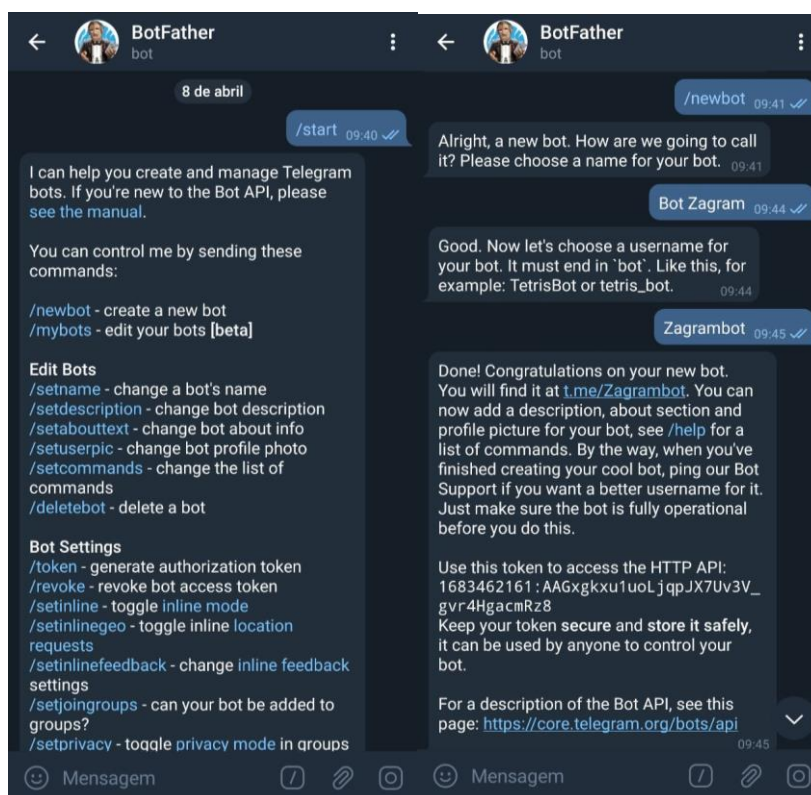 BotFather
bot
8 de abril
/start 09:40
I can help you create and manage Telegram
bots. If you're new to the Bot API, please
see the manual.
You can control me by sending these
commands:
/newbot - create a new bot
/mybots - edit your bots [beta]
Edit Bots
/setname - change a bot's name
/setdescription - change bot description
/setabouttext - change bot about info
/setuserpic - change bot profile photo
/setcommands - change the list of
commands
/deletebot - delete a bot
Bot Settings
/token - generate authorization token
/revoke - revoke bot access token
/setinline - toggle inline mode
/setinlinegeo - toggle inline location
requests
/setinlinefeedback - change inline feedback
settings
/setjoingroups - can your bot be added to
groups?
/setprivacy - toggle privacy mode in groups
Mensagem
BotFather
bot
/newbot 09:41
Alright, a new bot. How are we going to call
it? Please choose a name for your bot. 09:41
Bot Zagram 09:44
Good. Now let's choose a username for
your bot. It must end in `bot`. Like this, for
example: TetrisBot or tetris_bot. 09:44
Zagrambot 09:45
Done! Congratulations on your new bot.
You will find it at t.me/Zagrambot. You can
now add a description, about section and
profile picture for your bot, see /help for a
list of commands. By the way, when you've
finished creating your cool bot, ping our Bot
Support if you want a better username for it.
Just make sure the bot is fully operational
before you do this.
Use this token to access the HTTP API:
1683462161:AAGxgkxu1uoLjqpJX7Uv3V_
gvr4HgacmRz8
Keep your token secure and store it safely,
it can be used by anyone to control your
bot.
For a description of the Bot API, see this
page: https://core.telegram.org/bots/api
09:45
Mensagem